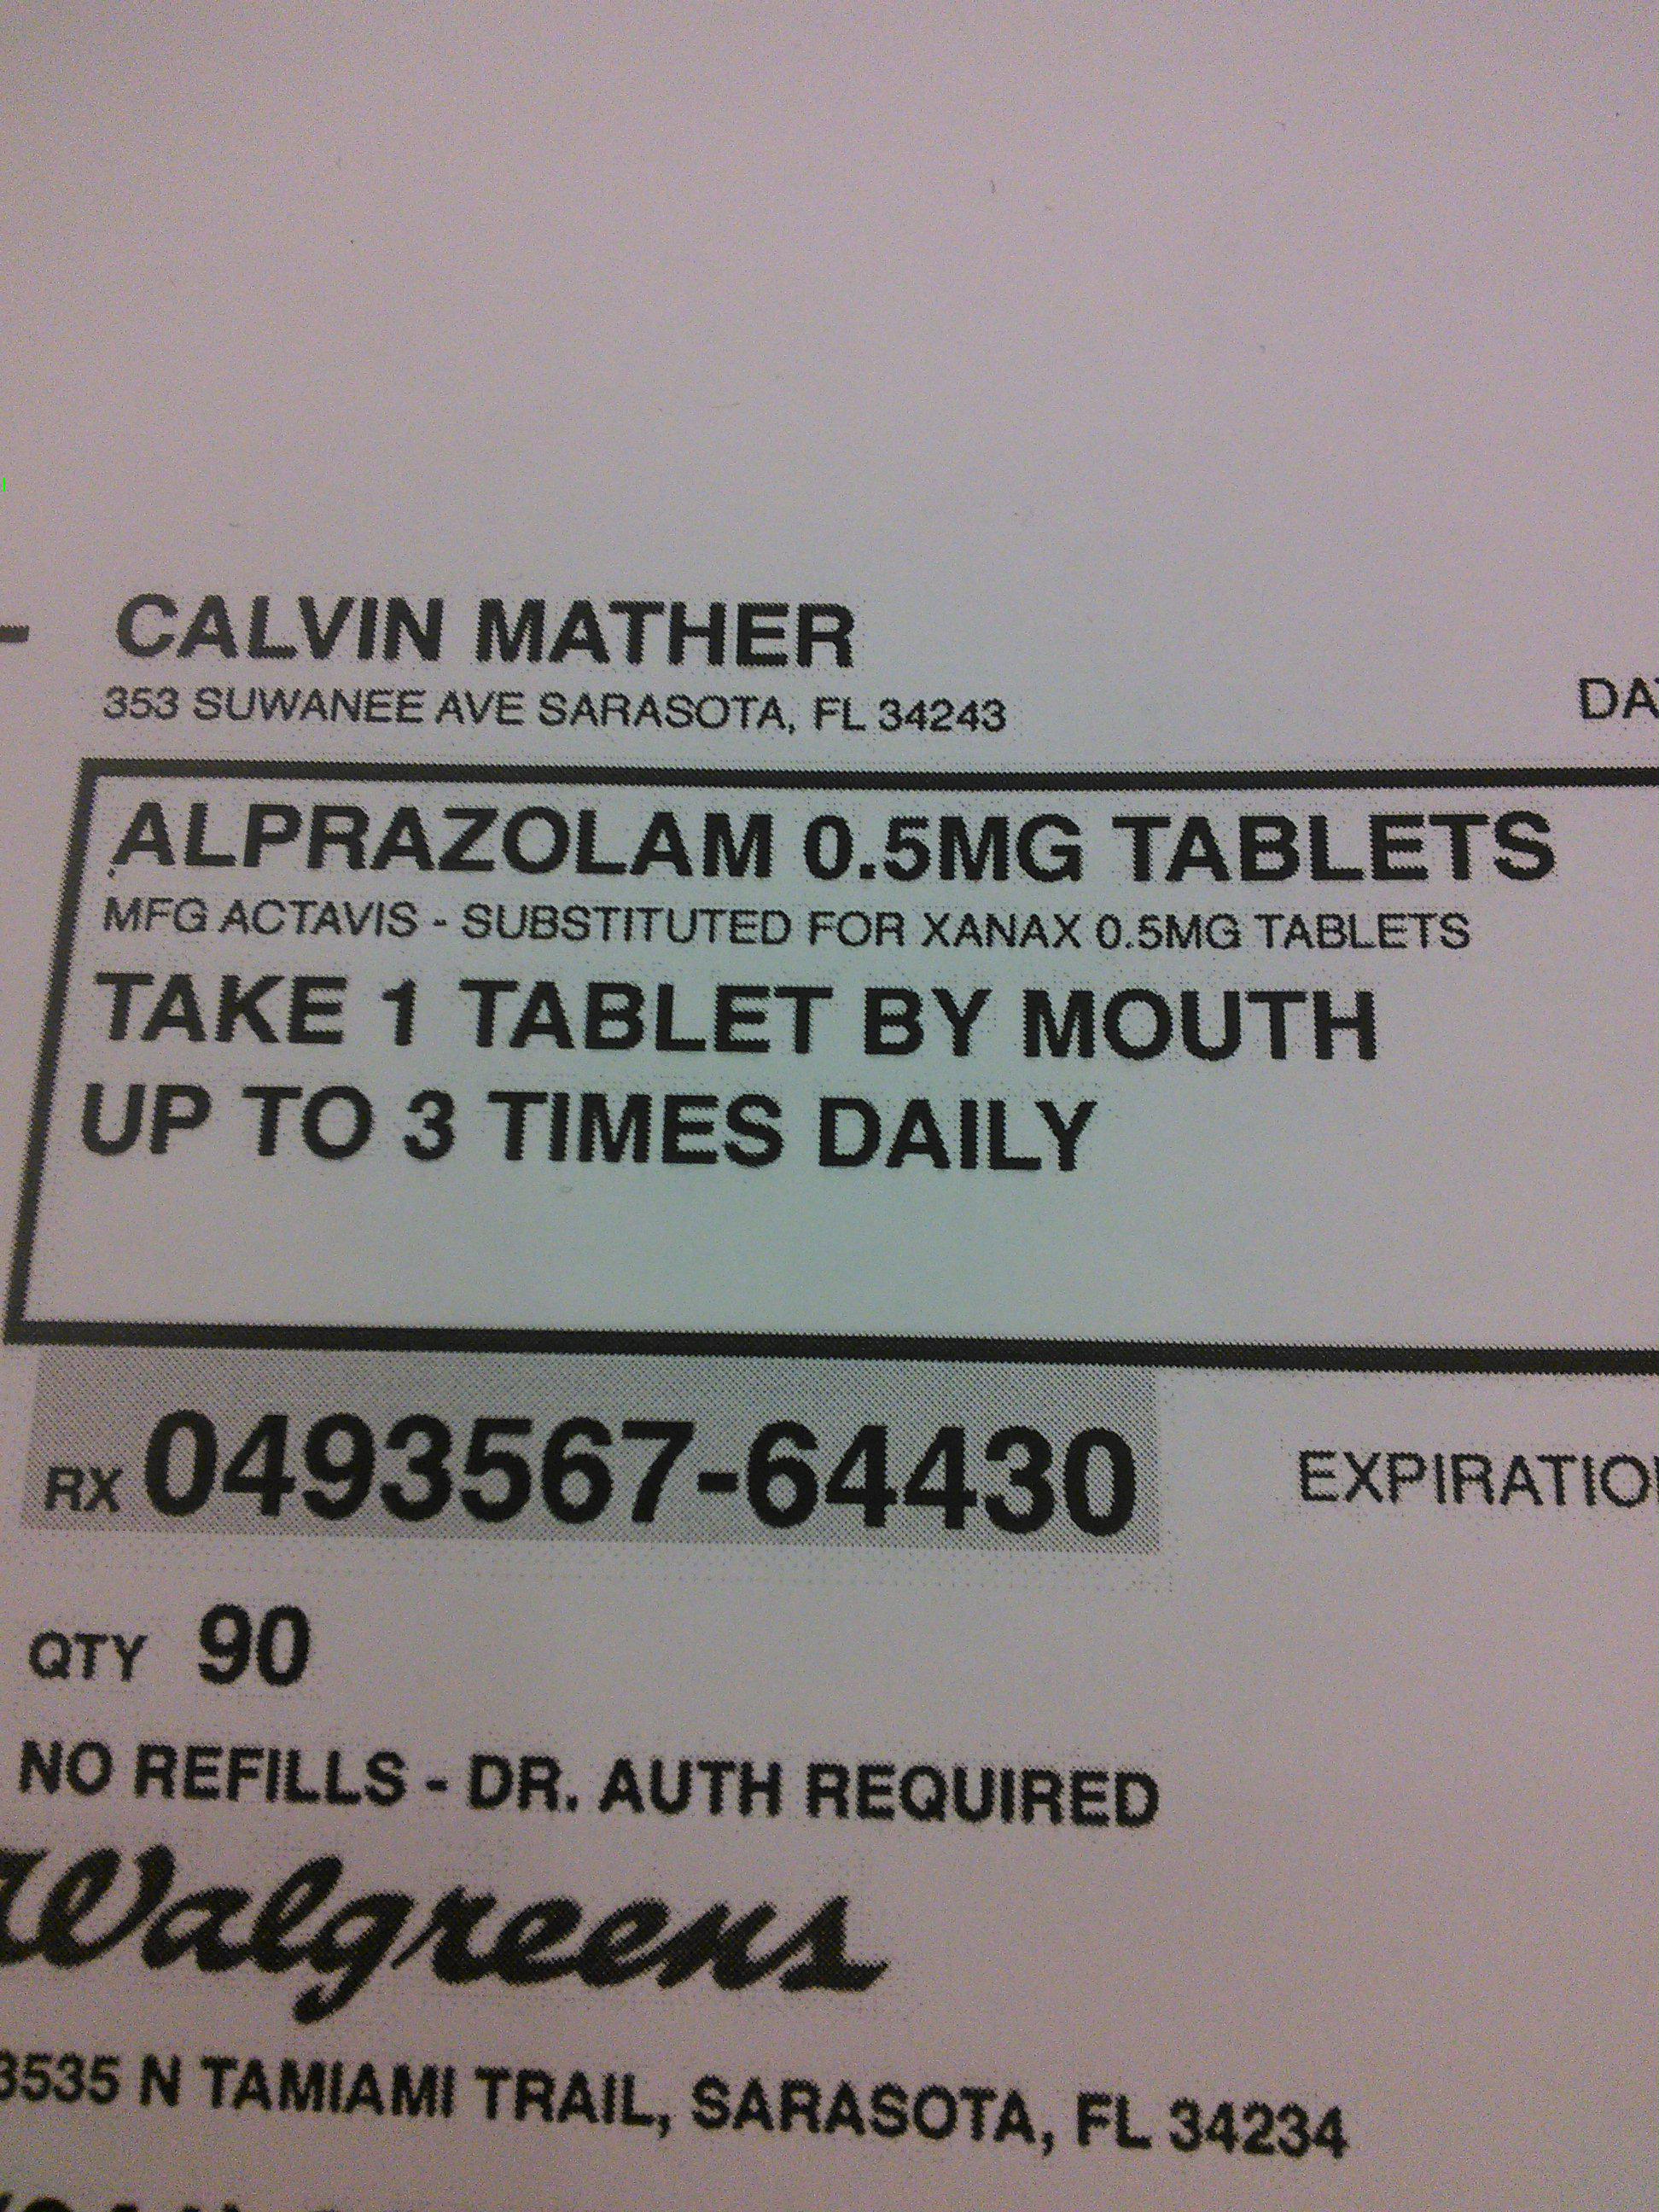 CALVIN MATHER
353 SUWANEE AVE SARASOTA, FL 34243
ALPRAZOLAM 0.5MG TABLETS
MFG ACTAVIS - SUBSTITUTED FOR XANAX 0.5MG TABLETS
TAKE 1 TABLET BY MOUTH
UP TO 3 TIMES DAILY
RX 0493567-64430
QTY 90
NO REFILLS - DR. AUTH REQUIRED
Walgreens
3535 N TAMIAMI TRAIL, SARASOTA, FL 34234